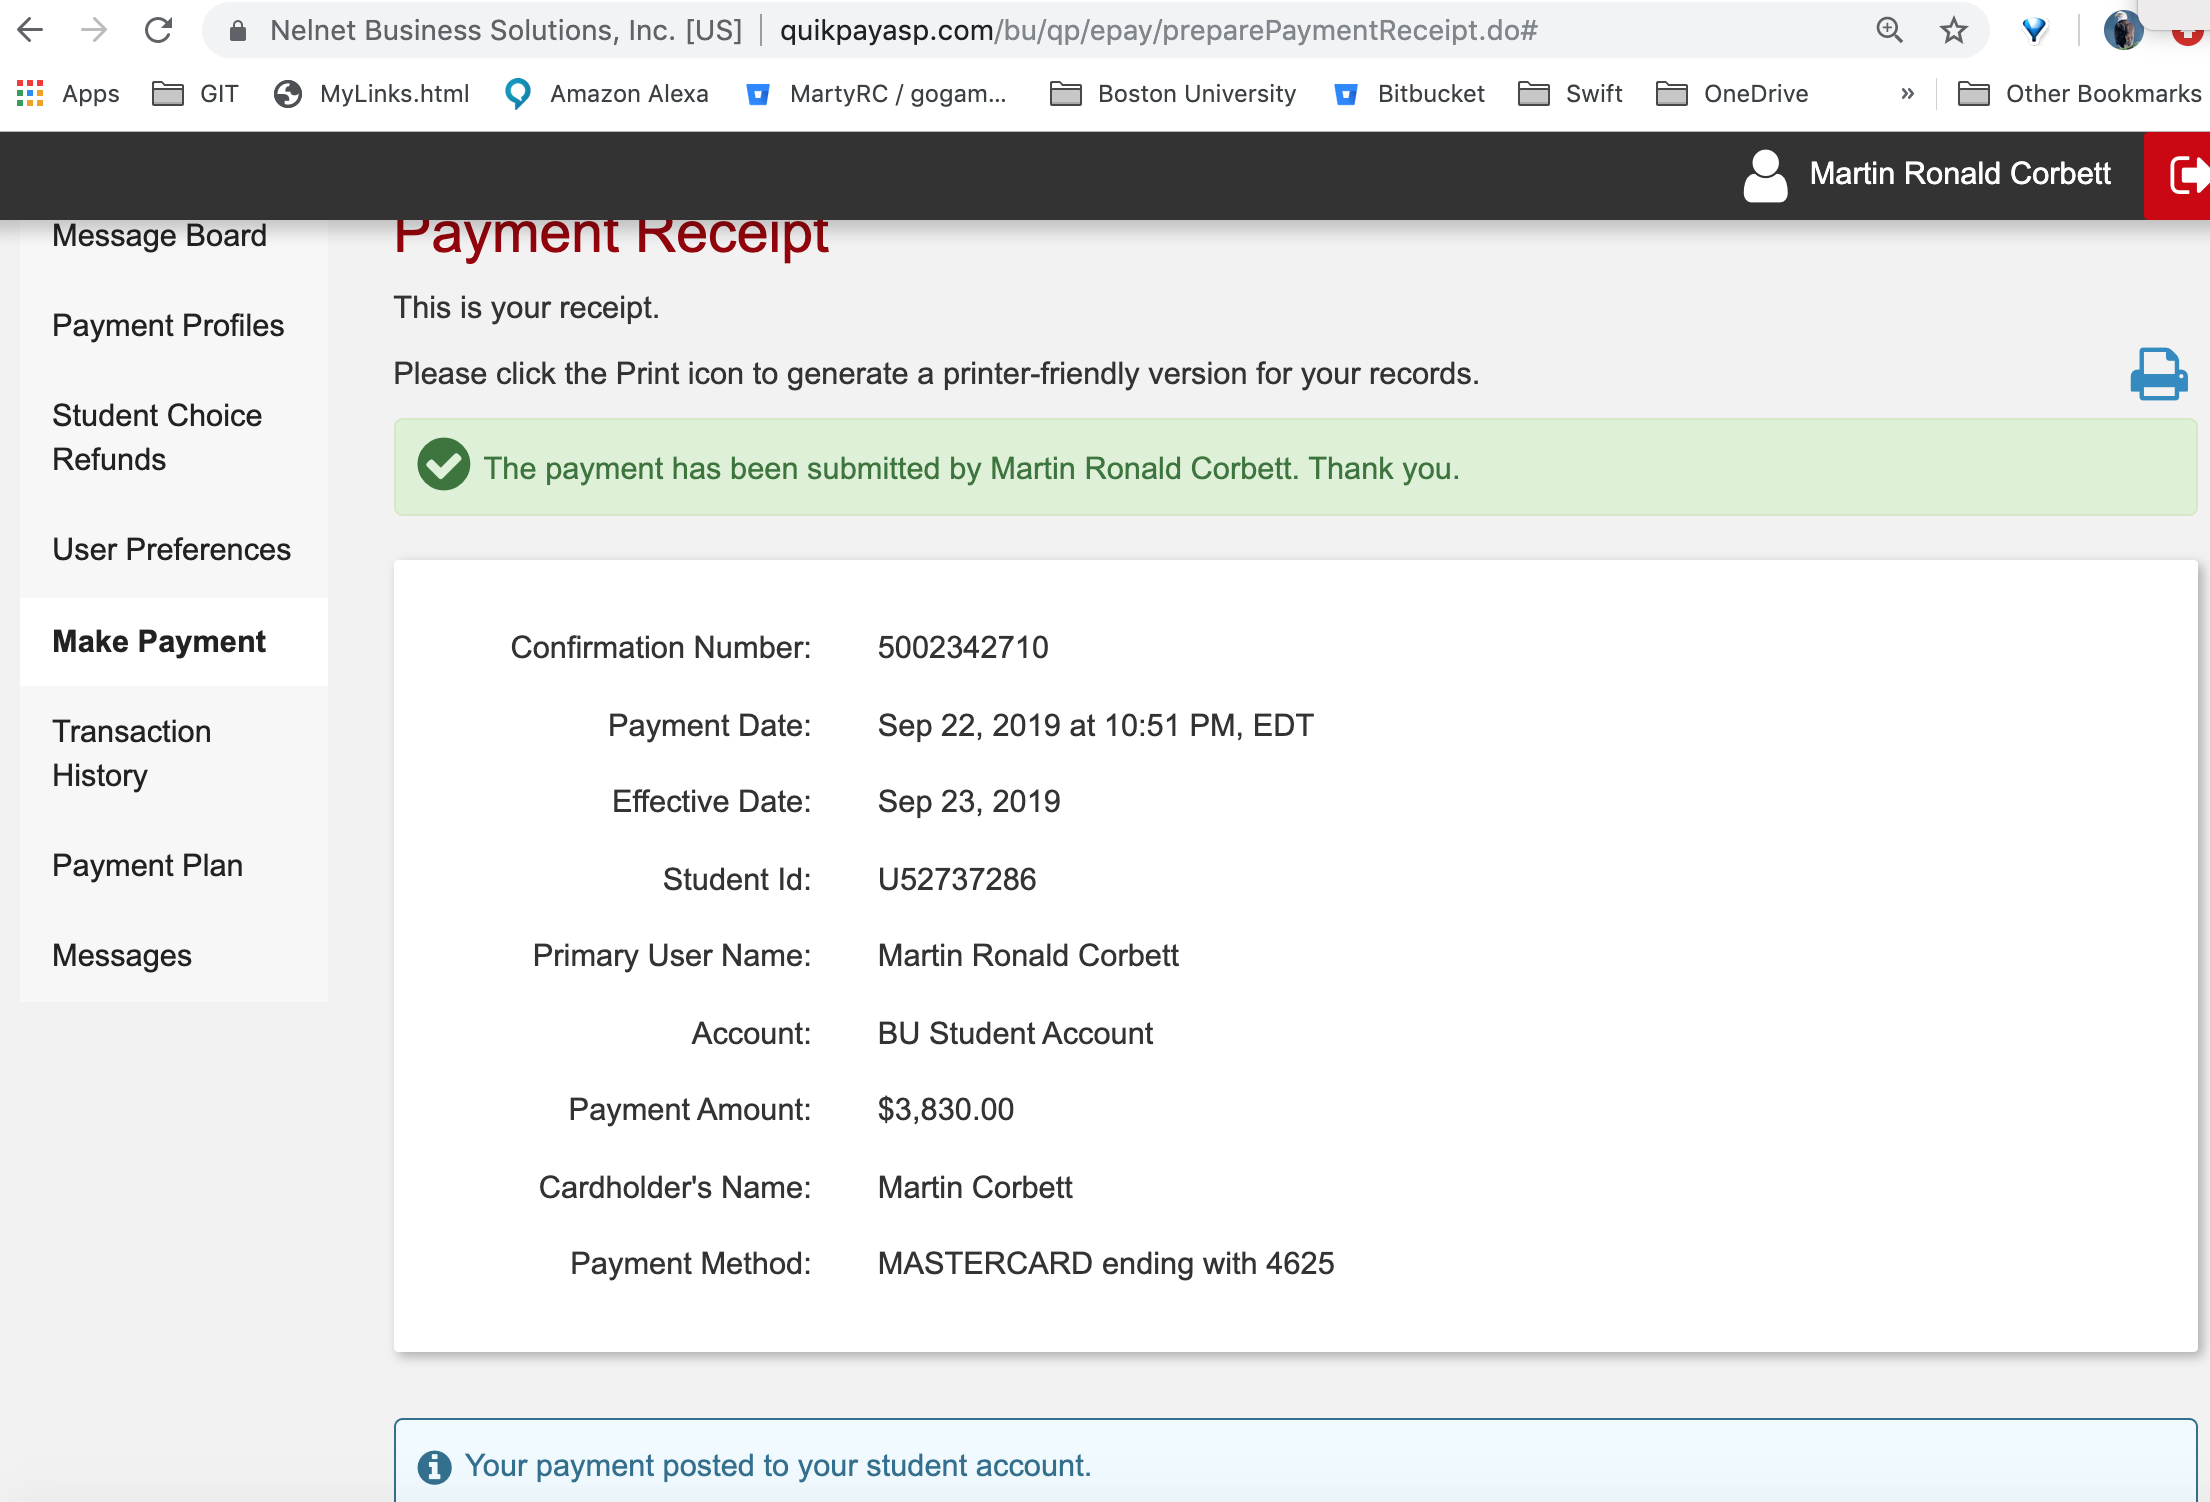 Nelnet Business Solutions, Inc. [US] | quikpayasp.com/bu/qp/epay/preparePaymentReceipt.do#
Apps GIT MyLinks.html Amazon Alexa MartyRC / gogam... Boston University Bitbucket Swift OneDrive » Other Bookmarks
Martin Ronald Corbett
Message Board
Payment Profiles
Student Choice
Refunds
User Preferences
Make Payment
Transaction
History
Payment Plan
Messages
Payment Receipt
This is your receipt.
Please click the Print icon to generate a printer-friendly version for your records.
The payment has been submitted by Martin Ronald Corbett. Thank you.
Confirmation Number: 5002342710
Payment Date: Sep 22, 2019 at 10:51 PM, EDT
Effective Date: Sep 23, 2019
Student Id: U52737286
Primary User Name: Martin Ronald Corbett
Account: BU Student Account
Payment Amount: $3,830.00
Cardholder's Name: Martin Corbett
Payment Method: MASTERCARD ending with 4625
Your payment posted to your student account.